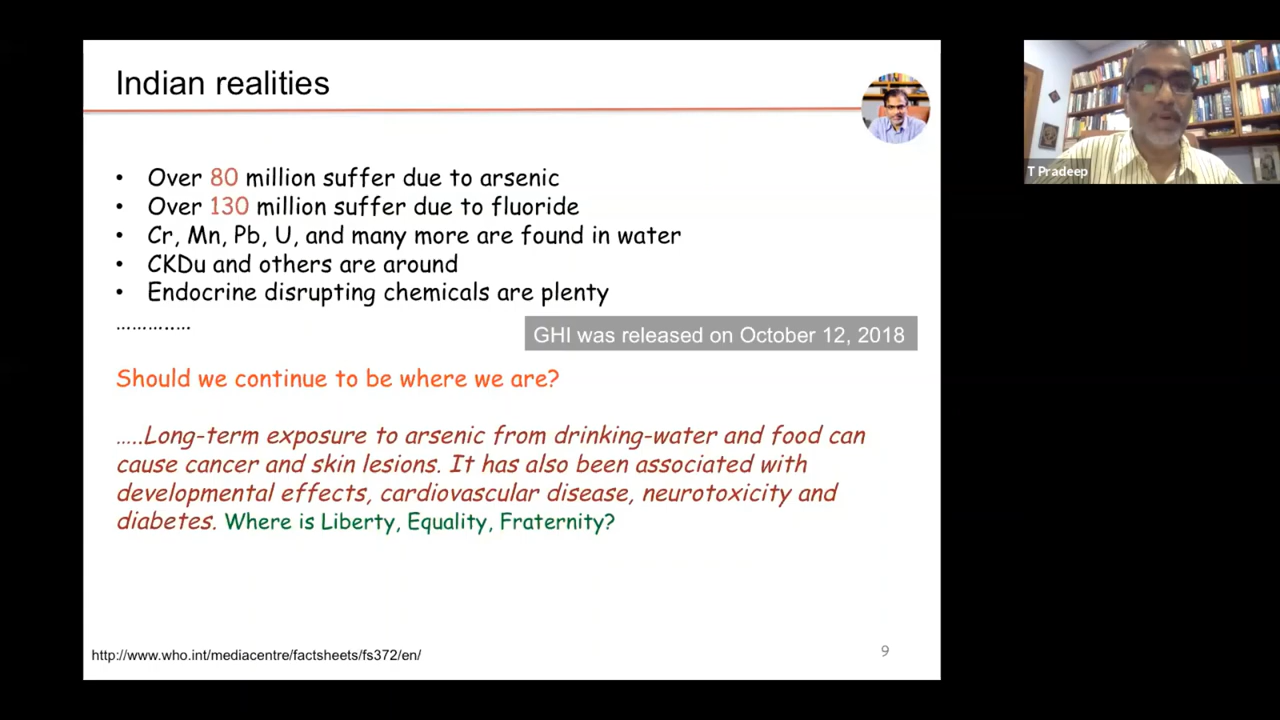 Indian realities
T Pradeep
• Over 80 million suffer due to arsenic
• Over 130 million suffer due to fluoride
• Cr, Mn, Pb, U, and many more are found in water
• CKDu and others are around
• Endocrine disrupting chemicals are plenty
…………..…
GHI was released on October 12, 2018
Should we continue to be where we are?
…..Long-term exposure to arsenic from drinking-water and food can
cause cancer and skin lesions. It has also been associated with
developmental effects, cardiovascular disease, neurotoxicity and
diabetes. Where is Liberty, Equality, Fraternity?
http://www.who.int/mediacentre/factsheets/fs372/en/
9